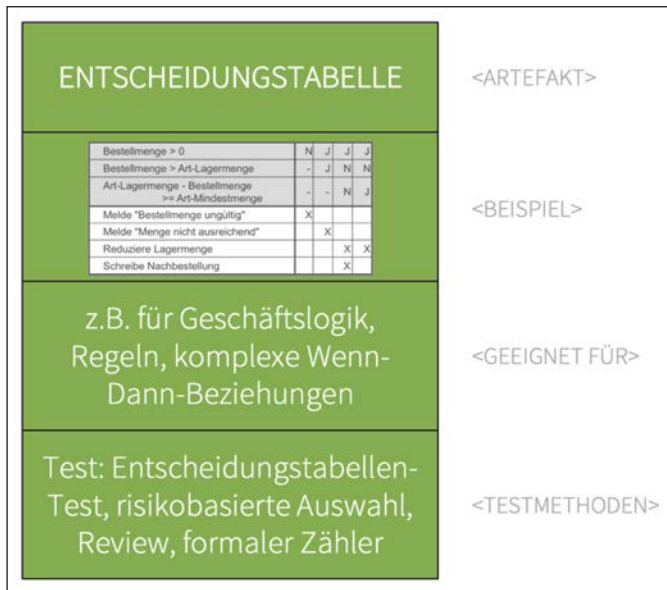 ENTSCHEIDUNGSTABELLE
<ARTEFAKT>
Bestellmenge > 0 N J J J
Bestellmenge > Art-Lagermenge - J N N
Art-Lagermenge - Bestellmenge
>= Art-Mindestmenge - - N J
Melde "Bestellmenge ungültig" X
Melde "Menge nicht ausreichend" X
Reduziere Lagermenge X X
Schreibe Nachbestellung X
<BEISPIEL>
z.B. für Geschäftslogik,
Regeln, komplexe Wenn-
Dann-Beziehungen
<GEEIGNET FÜR>
Test: Entscheidungstabellen-
Test, risikobasierte Auswahl,
Review, formaler Zähler
<TESTMETHODEN>